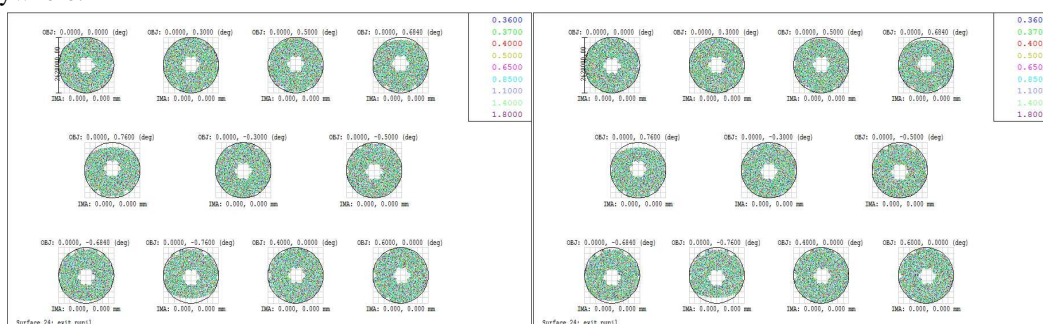 OBJ: 0.0000, 0.0000 (deg) OBJ: 0.0000, 0.3000 (deg) OBJ: 0.0000, 0.5000 (deg) OBJ: 0.0000, 0.6840 (deg)
IMA: 0.000, 0.000 mm IMA: 0.000, 0.000 mm IMA: 0.000, 0.000 mm IMA: 0.000, 0.000 mm
OBJ: 0.0000, 0.7600 (deg) OBJ: 0.0000, -0.3000 (deg) OBJ: 0.0000, -0.5000 (deg)
IMA: 0.000, 0.000 mm IMA: 0.000, 0.000 mm IMA: 0.000, 0.000 mm
OBJ: 0.0000, -0.6840 (deg) OBJ: 0.0000, -0.7600 (deg) OBJ: 0.4000, 0.0000 (deg) OBJ: 0.6000, 0.0000 (deg)
IMA: 0.000, 0.000 mm IMA: 0.000, 0.000 mm IMA: 0.000, 0.000 mm IMA: 0.000, 0.000 mm
Surface 24: exit pupil
0.3600
0.3700
0.4000
0.5000
0.6500
0.8500
1.1000
1.4000
1.8000
OBJ: 0.0000, 0.0000 (deg) OBJ: 0.0000, 0.3000 (deg) OBJ: 0.0000, 0.5000 (deg) OBJ: 0.0000, 0.6840 (deg)
IMA: 0.000, 0.000 mm IMA: 0.000, 0.000 mm IMA: 0.000, 0.000 mm IMA: 0.000, 0.000 mm
OBJ: 0.0000, 0.7600 (deg) OBJ: 0.0000, -0.3000 (deg) OBJ: 0.0000, -0.5000 (deg)
IMA: 0.000, 0.000 mm IMA: 0.000, 0.000 mm IMA: 0.000, 0.000 mm
OBJ: 0.0000, -0.6840 (deg) OBJ: 0.0000, -0.7600 (deg) OBJ: 0.4000, 0.0000 (deg) OBJ: 0.6000, 0.0000 (deg)
IMA: 0.000, 0.000 mm IMA: 0.000, 0.000 mm IMA: 0.000, 0.000 mm IMA: 0.000, 0.000 mm
Surface 24: exit pupil
0.360
0.370
0.400
0.500
0.650
0.850
1.100
1.400
1.800